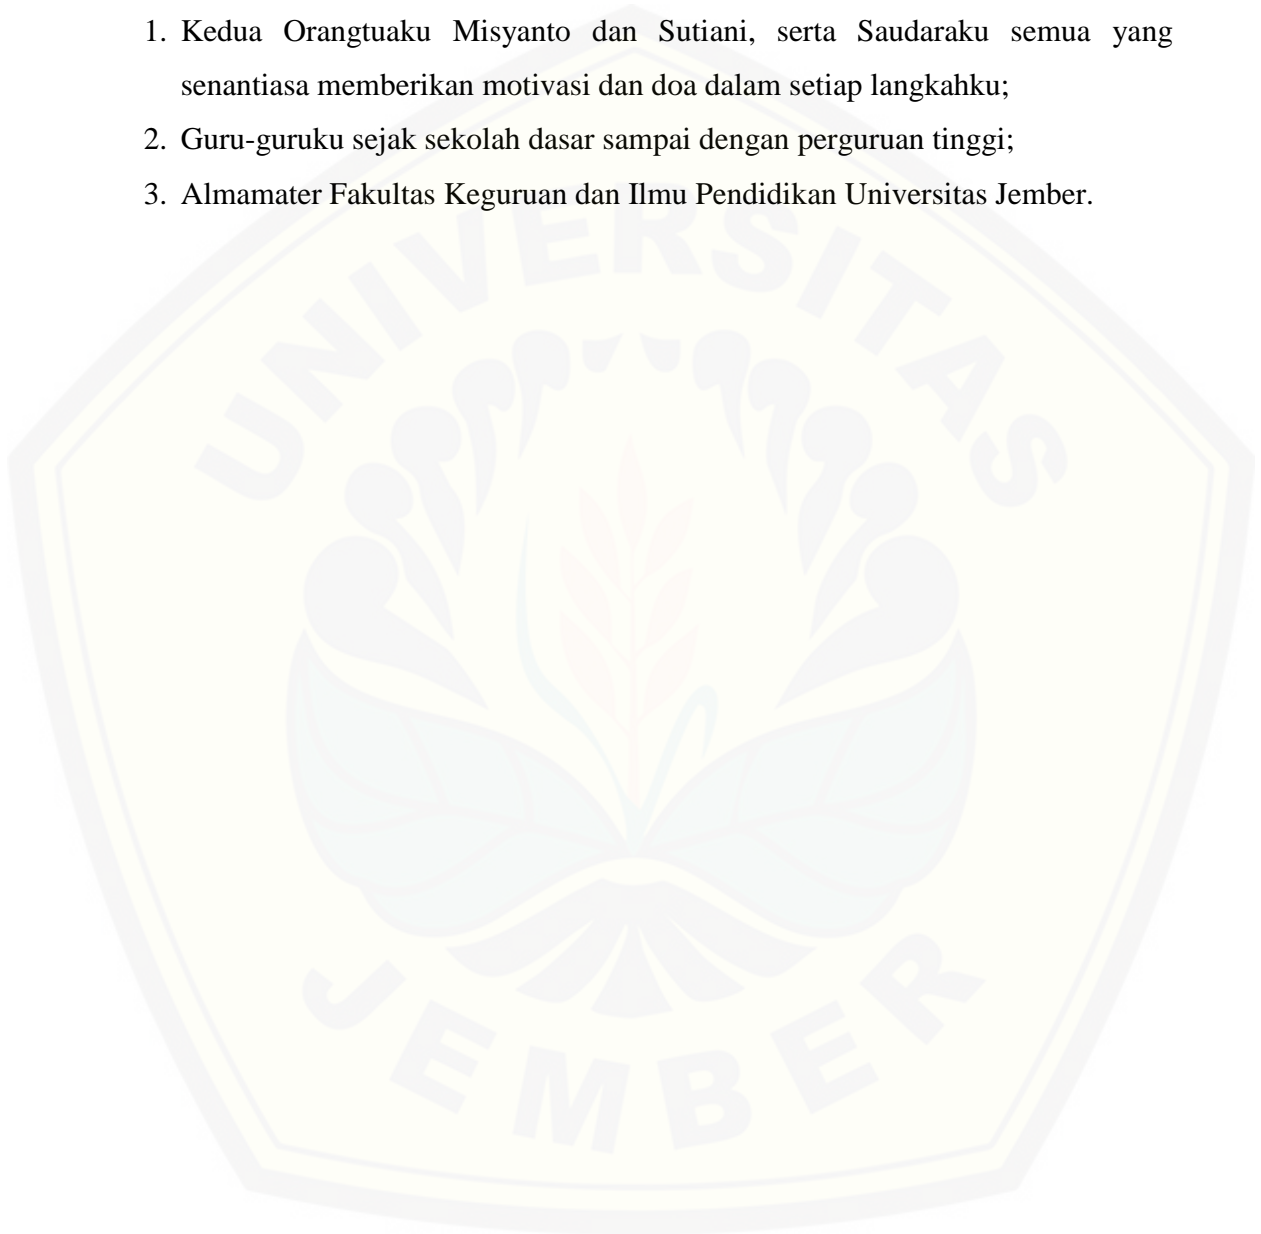 1. Kedua Orangtuaku Misyanto dan Sutiani, serta Saudaraku semua yang
senantiasa memberikan motivasi dan doa dalam setiap langkahku;
2. Guru-guruku sejak sekolah dasar sampai dengan perguruan tinggi;
3. Almamater Fakultas Keguruan dan Ilmu Pendidikan Universitas Jember.
UNIVERSITAS
JEMBER